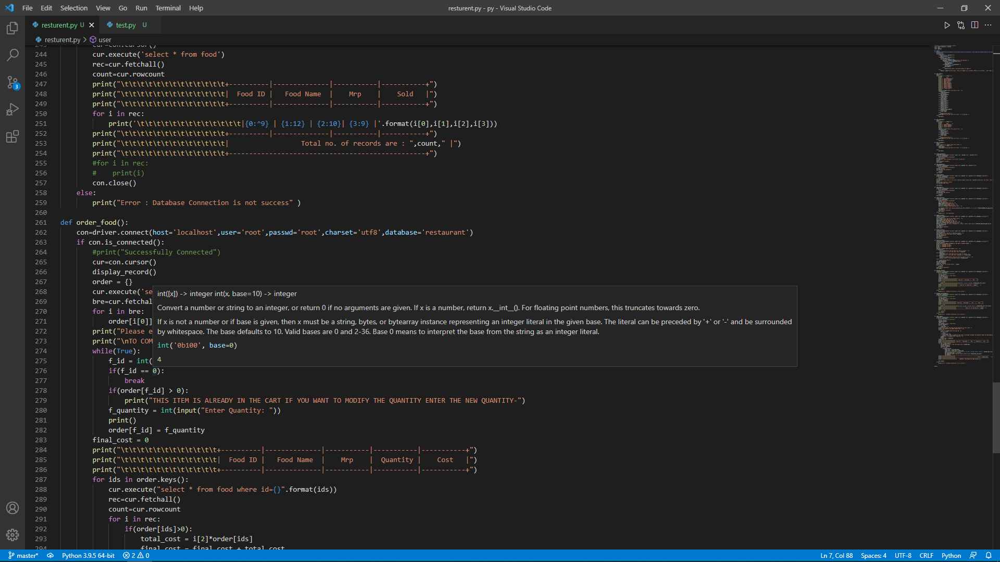 File Edit Selection View Go Run Terminal Help
resturent.py - py - Visual Studio Code
resturent.py U test.py U
resturent.py > user
244 cur.execute('select * from food')
245 rec=cur.fetchall()
246 count=cur.rowcount
247 print("\t\t\t\t\t\t\t\t\t\t\t\t\t+----------|--------------|-----------|-----------+")
248 print("\t\t\t\t\t\t\t\t\t\t\t\t\t|  Food ID |   Food Name  |    Mrp    |    Sold   |")
249 print("\t\t\t\t\t\t\t\t\t\t\t\t\t+----------|--------------|-----------|-----------+")
250 for i in rec:
251 print('\t\t\t\t\t\t\t\t\t\t\t\t\t|{0:^9} | {1:12} | {2:10}| {3:9} |'.format(i[0],i[1],i[2],i[3]))
252 print("\t\t\t\t\t\t\t\t\t\t\t\t\t+----------|--------------|-----------|-----------+")
253 print("\t\t\t\t\t\t\t\t\t\t\t\t\t|                  Total no. of records are : ",count," |")
254 print("\t\t\t\t\t\t\t\t\t\t\t\t\t+-------------------------------------------------+")
255 #for i in rec:
256 #    print(i)
257 con.close()
258 else:
259 print("Error : Database Connection is not success" )
260
261 def order_food():
262 con=driver.connect(host='localhost',user='root',passwd='root',charset='utf8',database='restaurant')
263 if con.is_connected():
264 #print("Successfully Connected")
265 cur=con.cursor()
266 display_record()
267 order = {}
268 cur.execute('se
269 bre=cur.fetchal
270 for i in bre:
271 order[i[0]]
272 print("Please e
273 print("\nTO COM
274 while(True):
275 f_id = int(
int([x]) -> integer int(x, base=10) -> integer
Convert a number or string to an integer, or return 0 if no arguments are given. If x is a number, return x.__int__(). For floating point numbers, this truncates towards zero.
If x is not a number or if base is given, then x must be a string, bytes, or bytearray instance representing an integer literal in the given base. The literal can be preceded by '+' or '-' and be surrounded
by whitespace. The base defaults to 10. Valid bases are 0 and 2-36. Base 0 means to interpret the base from the string as an integer literal.
int('0b100', base=0)
4
276 if(f_id == 0):
277 break
278 if(order[f_id] > 0):
279 print("THIS ITEM IS ALREADY IN THE CART IF YOU WANT TO MODIFY THE QUANTITY ENTER THE NEW QUANTITY-")
280 f_quantity = int(input("Enter Quantity: "))
281 print()
282 order[f_id] = f_quantity
283 final_cost = 0
284 print("\t\t\t\t\t\t\t\t\t\t\t\t+----------|--------------|-----------|-----------|-----------+")
285 print("\t\t\t\t\t\t\t\t\t\t\t\t|  Food ID |   Food Name  |    Mrp    |  Quantity |    Cost   |")
286 print("\t\t\t\t\t\t\t\t\t\t\t\t+----------|--------------|-----------|-----------|-----------+")
287 for ids in order.keys():
288 cur.execute("select * from food where id={}".format(ids))
289 rec=cur.fetchall()
290 count=cur.rowcount
291 for i in rec:
292 if(order[ids]>0):
293 total_cost = i[2]*order[ids]
294 final_cost = final_cost + total_cost
3
master* Python 3.9.5 64-bit 2 0 Ln 7, Col 88 Spaces: 4 UTF-8 CRLF Python